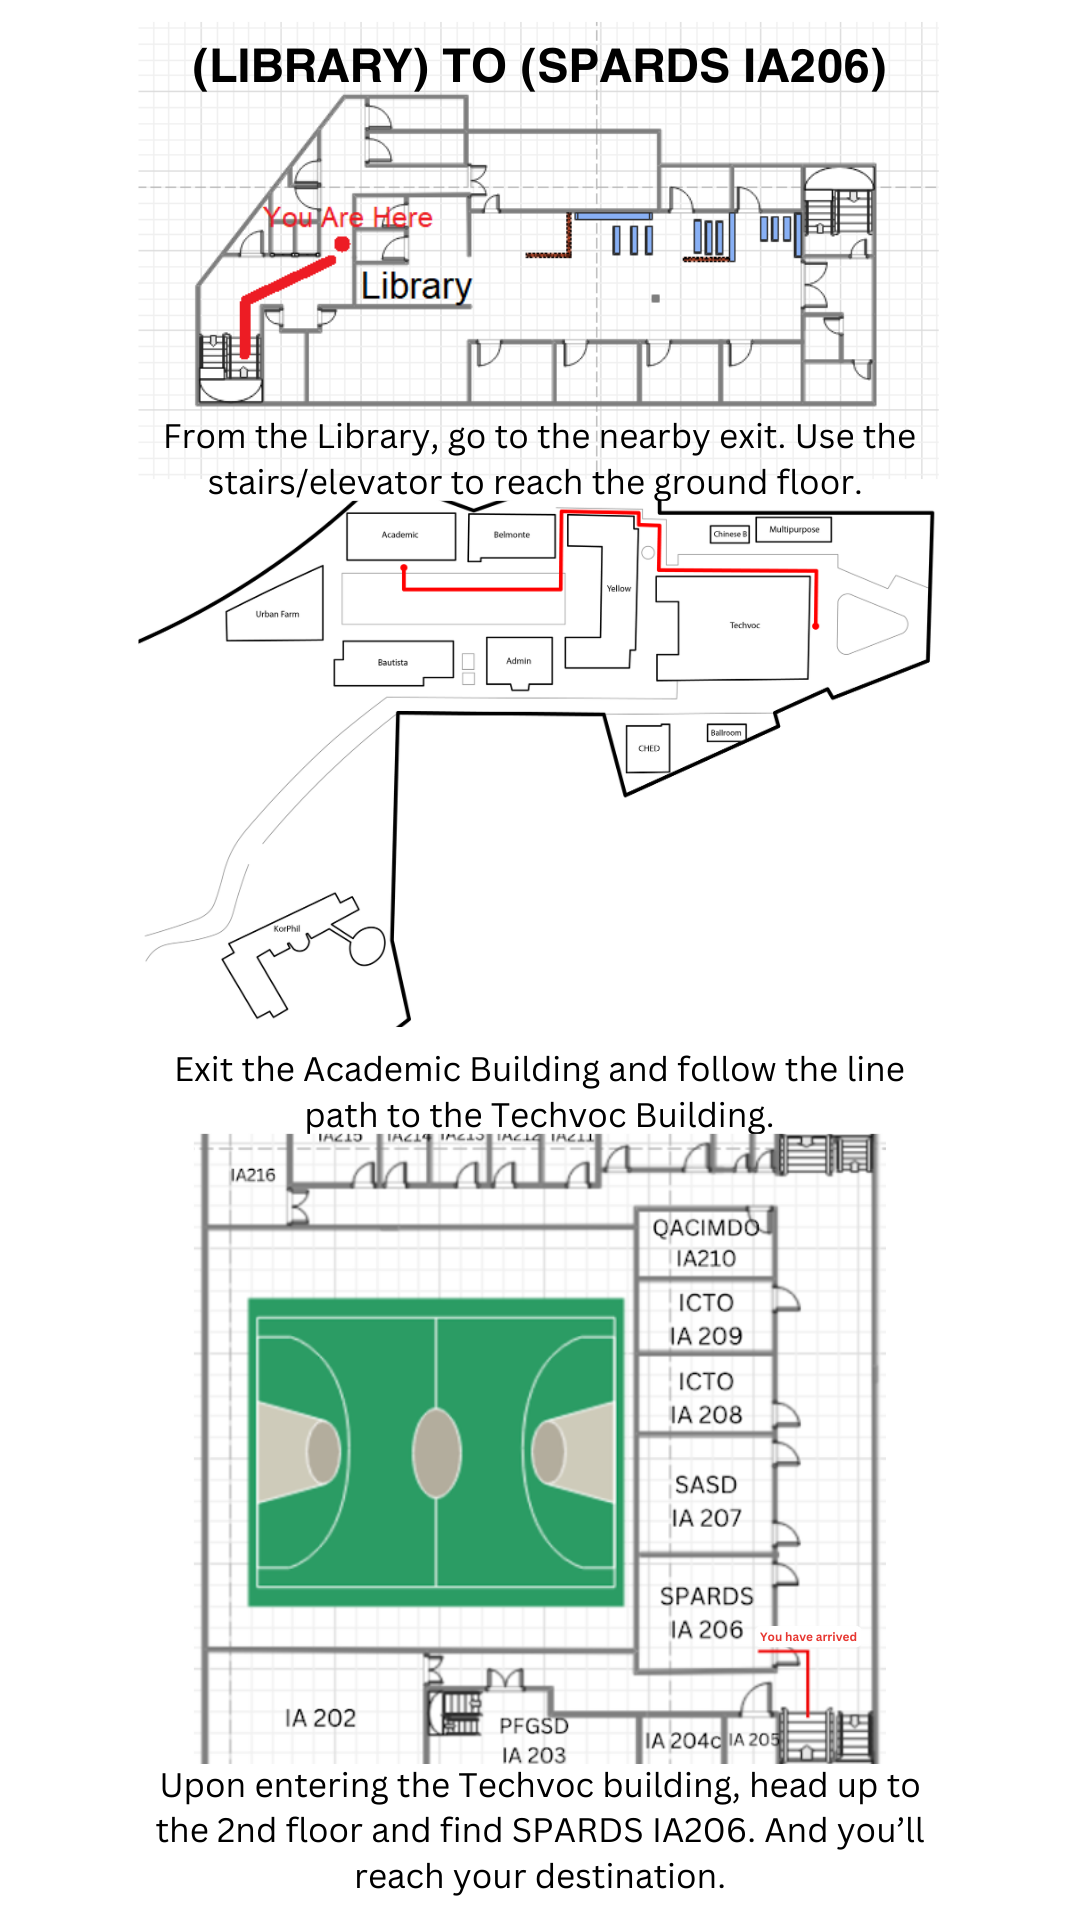 (LIBRARY) TO (SPARDS IA206)
You Are Here
Library
From the Library, go to the nearby exit. Use the
stairs/elevator to reach the ground floor.
Academic
Belmonte
Chinese B
Multipurpose
Yellow
Urban Farm
Techvoc
Bautista
Admin
CHED
Ballroom
KorPhil
Exit the Academic Building and follow the line
path to the Techvoc Building.
IA215 IA214 IA213 IA212 IA211
IA216
QACIMDO
IA210
ICTO
IA 209
ICTO
IA 208
SASD
IA 207
SPARDS
IA 206
You have arrived
IA 202
PFGSD
IA 203
IA 204c
IA 205
Upon entering the Techvoc building, head up to
the 2nd floor and find SPARDS IA206. And you’ll
reach your destination.